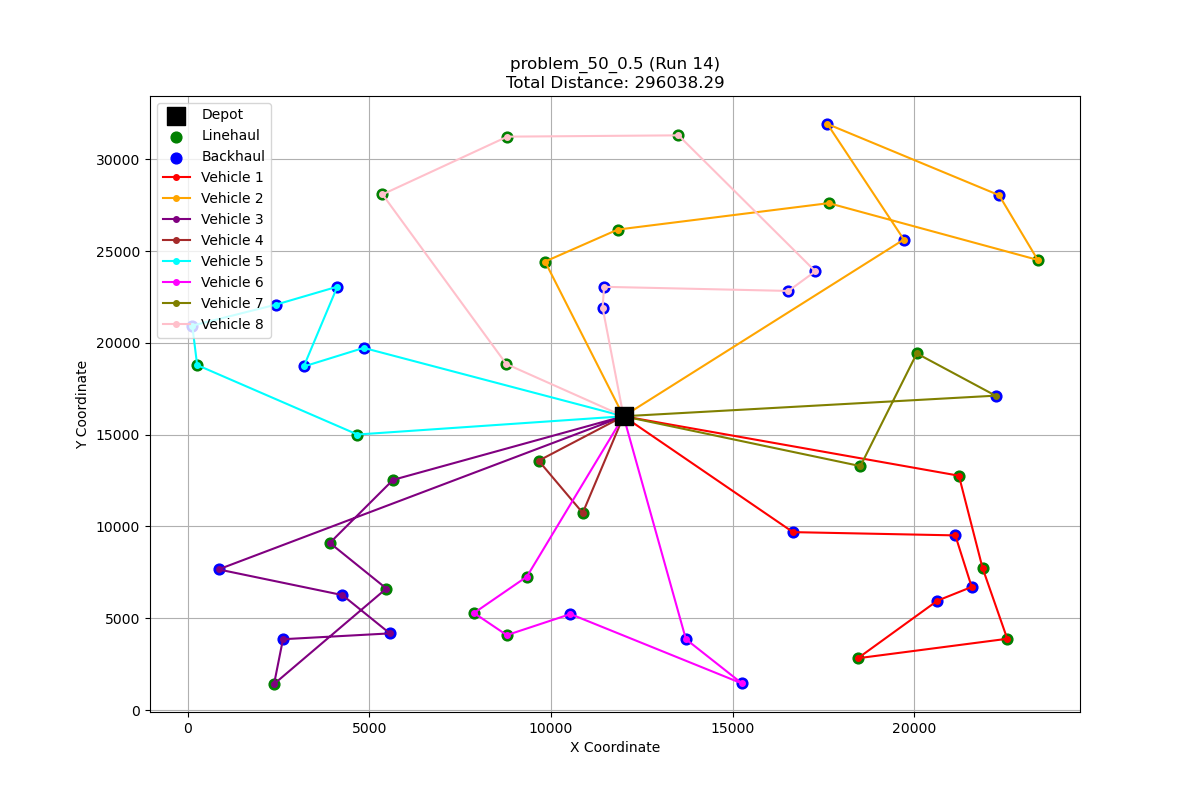 problem_50_0.5 (Run 14)
Total Distance: 296038.29
Depot
Linehaul
Backhaul
Vehicle 1
Vehicle 2
Vehicle 3
Vehicle 4
Vehicle 5
Vehicle 6
Vehicle 7
Vehicle 8
30000
25000
20000
15000
10000
5000
0
Y Coordinate
0
5000
10000
15000
20000
X Coordinate